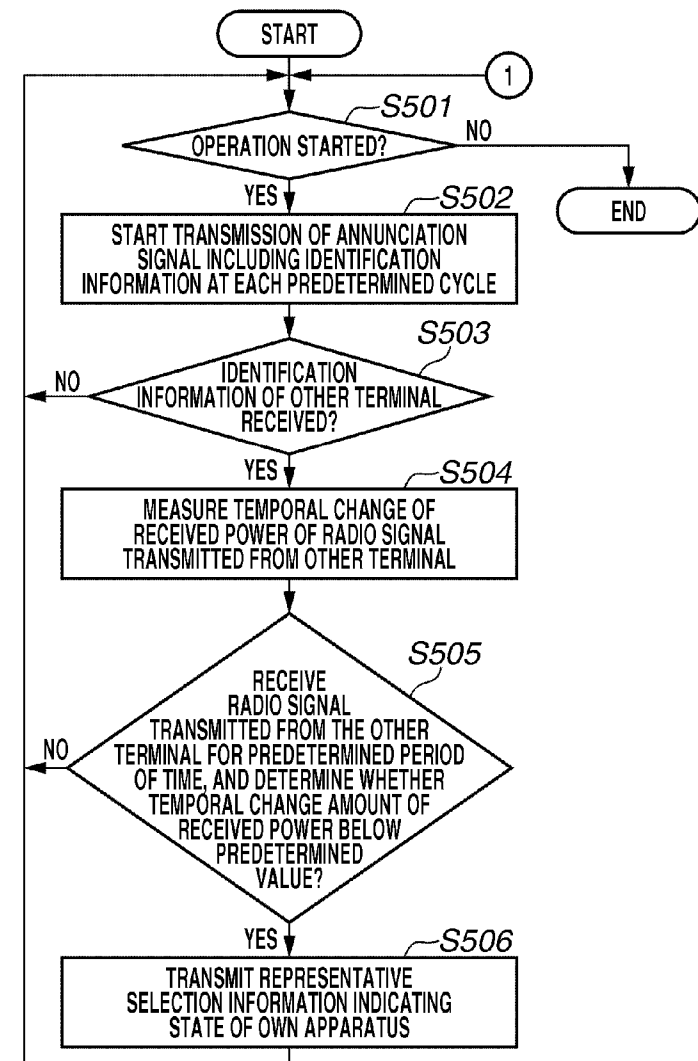 START
1
S501
OPERATION STARTED?
NO
YES
END
S502
START TRANSMISSION OF ANNUNCIATION
SIGNAL INCLUDING IDENTIFICATION
INFORMATION AT EACH PREDETERMINED CYCLE
S503
IDENTIFICATION
INFORMATION OF OTHER TERMINAL
RECEIVED?
NO
YES
S504
MEASURE TEMPORAL CHANGE OF
RECEIVED POWER OF RADIO SIGNAL
TRANSMITTED FROM OTHER TERMINAL
S505
RECEIVE
RADIO SIGNAL
TRANSMITTED FROM THE OTHER
TERMINAL FOR PREDETERMINED PERIOD
OF TIME, AND DETERMINE WHETHER
TEMPORAL CHANGE AMOUNT OF
RECEIVED POWER BELOW
PREDETERMINED
VALUE?
NO
YES
S506
TRANSMIT REPRESENTATIVE
SELECTION INFORMATION INDICATING
STATE OF OWN APPARATUS